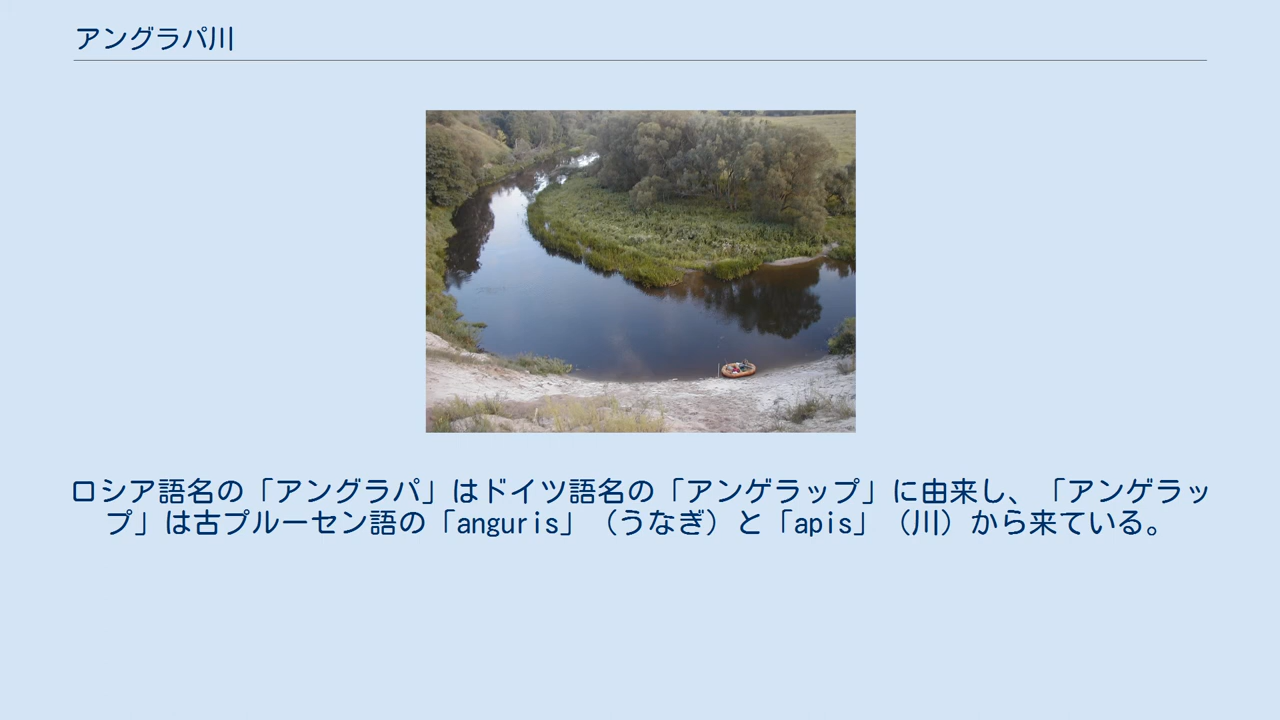 アングラパ川
ロシア語名の「アングラパ」はドイツ語名の「アンゲラップ」に由来し、「アンゲラッ
プ」は古プルーセン語の「anguris」（うなぎ）と「apis」（川）から来ている。